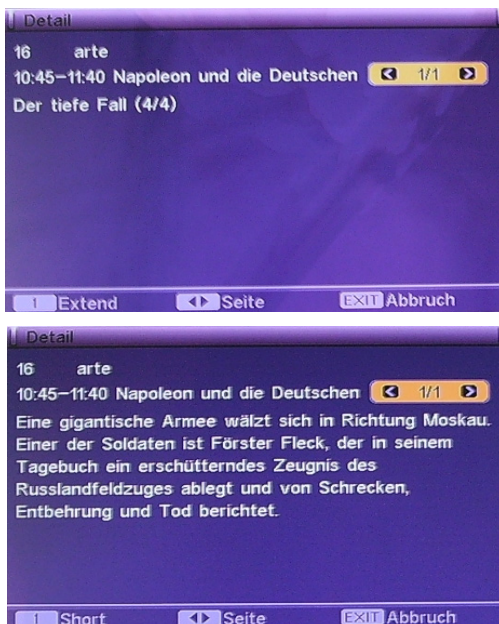 Detail
16 arte
10:45-11:40 Napoleon und die Deutschen 1/1
Der tiefe Fall (4/4)
1 Extend Seite EXIT Abbruch
Detail
16 arte
10:45-11:40 Napoleon und die Deutschen 1/1
Eine gigantische Armee wälzt sich in Richtung Moskau.
Einer der Soldaten ist Förster Fleck, der in seinem
Tagebuch ein erschütterndes Zeugnis des
Russlandfeldzuges ablegt und von Schrecken,
Entbehrung und Tod berichtet.
1 Short Seite EXIT Abbruch